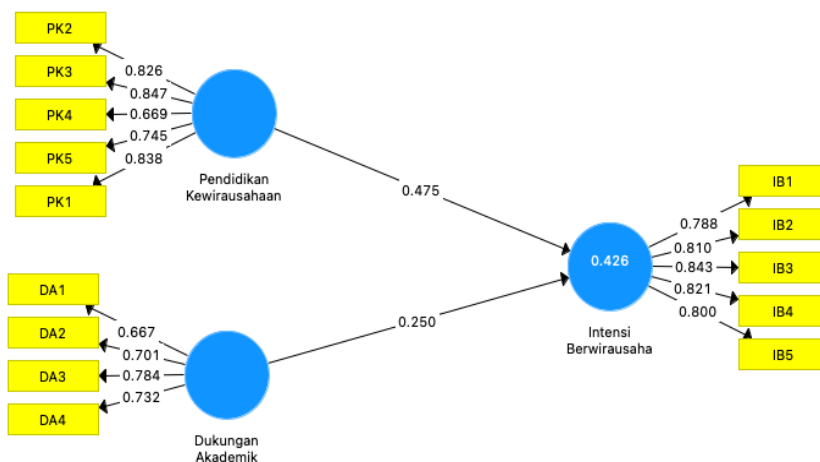 PK2
PK3
PK4
PK5
PK1
0.826
0.847
0.669
0.745
0.838
Pendidikan
Kewirausahaan
0.475
DA1
DA2
DA3
DA4
0.667
0.701
0.784
0.732
Dukungan
Akademik
0.250
0.426
Intensi
Berwirausaha
0.788
0.810
0.843
0.821
0.800
IB1
IB2
IB3
IB4
IB5